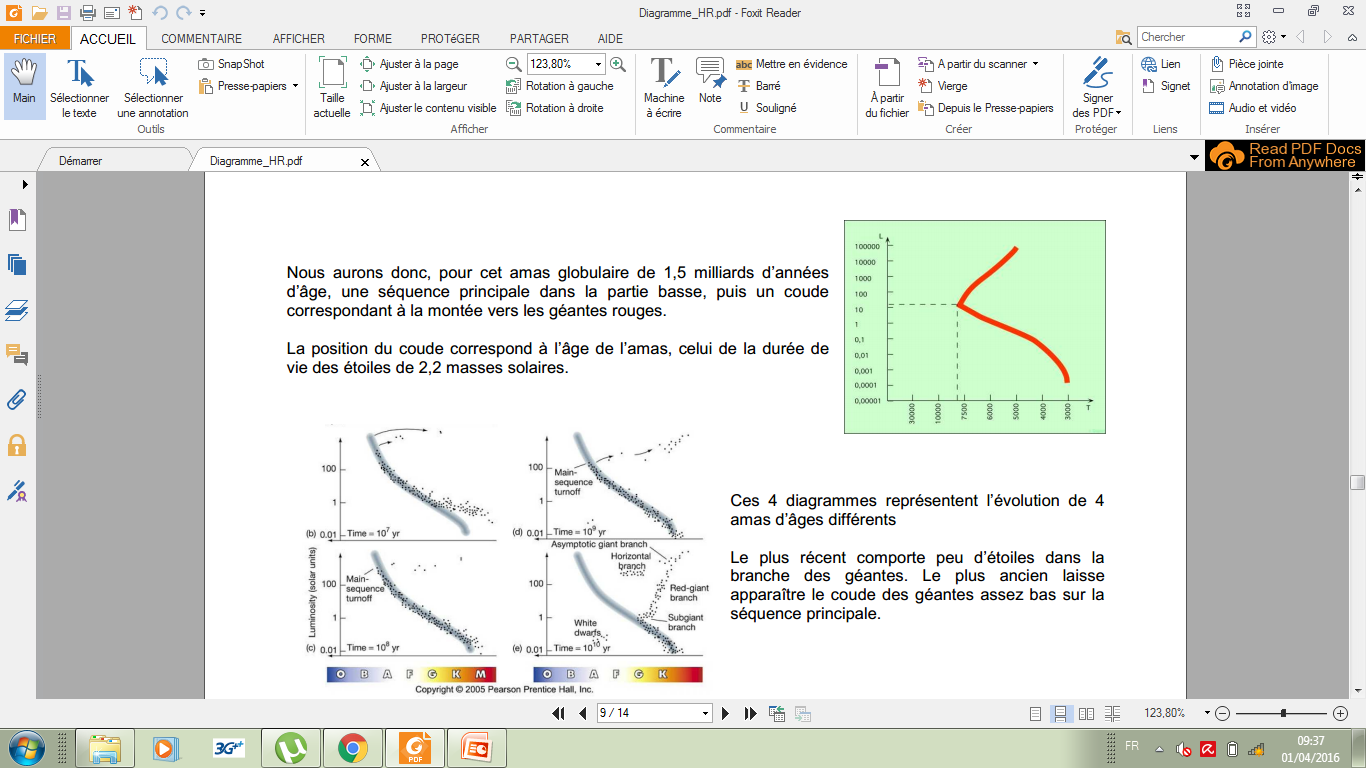 Diagramme_HR.pdf - Foxit Reader
FICHIER ACCUEIL COMMENTAIRE AFFICHER FORME PROTéGER PARTAGER AIDE
Chercher
Main
Sélectionner
le texte
Sélectionner
une annotation
SnapShot
Presse-papiers
Outils
Taille
actuelle
Ajuster à la page
Ajuster à la largeur
Ajuster le contenu visible
123,80%
Rotation à gauche
Rotation à droite
Afficher
Machine
à écrire
Note
abc Mettre en évidence
Barré
U Souligné
Commentaire
À partir
du fichier
A partir du scanner
Vierge
Depuis le Presse-papiers
Créer
Signer
des PDF
Protéger
Lien
Signet
Liens
Pièce jointe
Annotation d'image
Audio et vidéo
Insérer
Démarrer
Diagramme_HR.pdf
Read PDF Docs
From Anywhere
Nous aurons donc, pour cet amas globulaire de 1,5 milliards d’années
d’âge, une séquence principale dans la partie basse, puis un coude
correspondant à la montée vers les géantes rouges.
La position du coude correspond à l’âge de l’amas, celui de la durée de
vie des étoiles de 2,2 masses solaires.
L
100000
10000
1000
100
10
1
0,1
0,01
0,001
0,0001
0,00001
30000 10000 7500 6000 5000 4000 3000
T
100
1
0.01
(b) Time = 10⁷ yr
100
1
0.01
Main-
sequence
turnoff
(d) Time = 10⁹ yr
Luminosity (solar units)
100
1
0.01
Main-
sequence
turnoff
(c) Time = 10⁸ yr
Asymptotic giant branch
Horizontal
branch
Red-giant
branch
Subgiant
branch
White
dwarfs
100
1
0.01
(e) Time = 10¹⁰ yr
O B A F G K M
O B A F G K
Copyright © 2005 Pearson Prentice Hall, Inc.
Ces 4 diagrammes représentent l’évolution de 4
amas d’âges différents
Le plus récent comporte peu d’étoiles dans la
branche des géantes. Le plus ancien laisse
apparaître le coude des géantes assez bas sur la
séquence principale.
9 / 14
123,80%
3G++
PDF
FR
09:37
01/04/2016